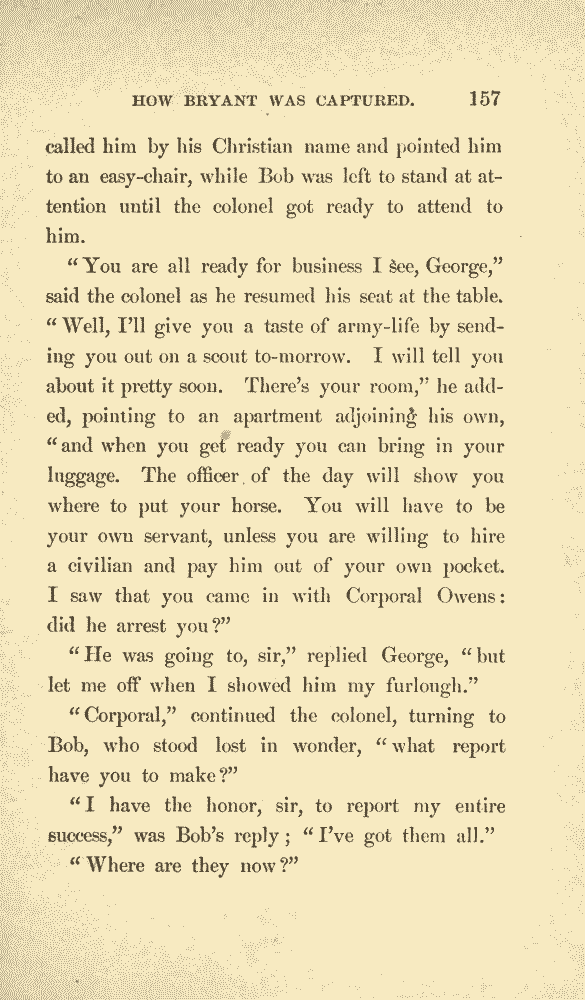 HOW BRYANT WAS CAPTURED. 157
called him by his Christian name and pointed him
to an easy-chair, while Bob was left to stand at at-
tention until the colonel got ready to attend to
him.
“You are all ready for business I see, George,”
said the colonel as he resumed his seat at the table.
“Well, I’ll give you a taste of army-life by send-
ing you out on a scout to-morrow. I will tell you
about it pretty soon. There’s your room,” he add-
ed, pointing to an apartment adjoining his own,
“and when you get ready you can bring in your
luggage. The officer of the day will show you
where to put your horse. You will have to be
your own servant, unless you are willing to hire
a civilian and pay him out of your own pocket.
I saw that you came in with Corporal Owens:
did he arrest you?”
“He was going to, sir,” replied George, “but
let me off when I showed him my furlough.”
“Corporal,” continued the colonel, turning to
Bob, who stood lost in wonder, “what report
have you to make?”
“I have the honor, sir, to report my entire
success,” was Bob’s reply; “I’ve got them all.”
“Where are they now?”